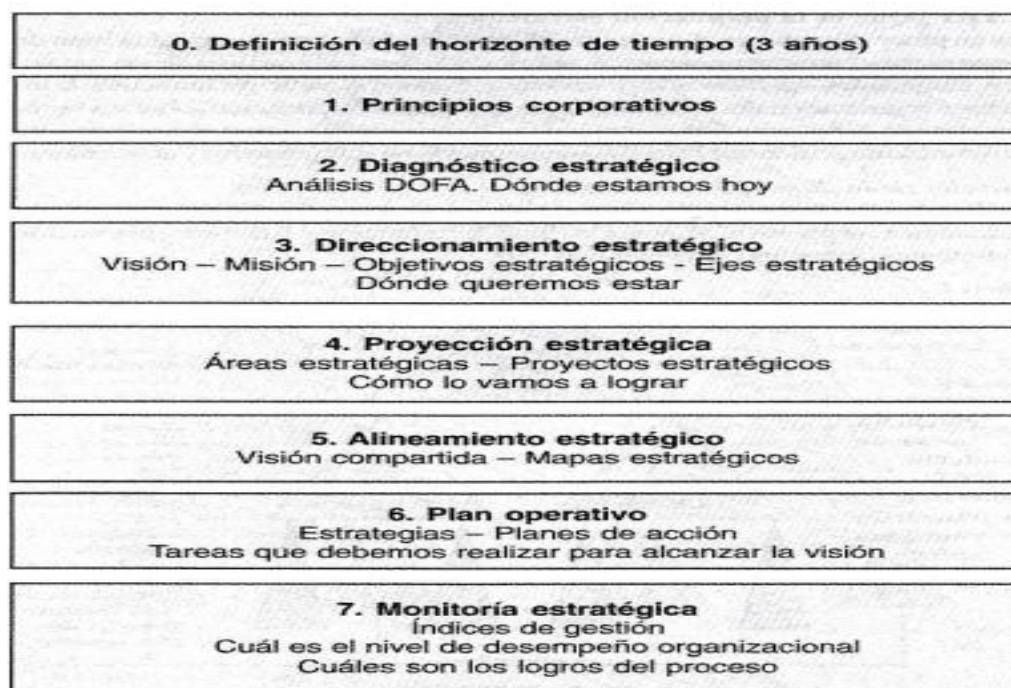 0. Definición del horizonte de tiempo (3 años)
1. Principios corporativos
2. Diagnóstico estratégico
Análisis DOFA. Dónde estamos hoy
3. Direccionamiento estratégico
Visión – Misión – Objetivos estratégicos - Ejes estratégicos
Dónde queremos estar
4. Proyección estratégica
Áreas estratégicas – Proyectos estratégicos
Cómo lo vamos a lograr
5. Alineamiento estratégico
Visión compartida – Mapas estratégicos
6. Plan operativo
Estrategias – Planes de acción
Tareas que debemos realizar para alcanzar la visión
7. Monitoría estratégica
Índices de gestión
Cuál es el nivel de desempeño organizacional
Cuáles son los logros del proceso